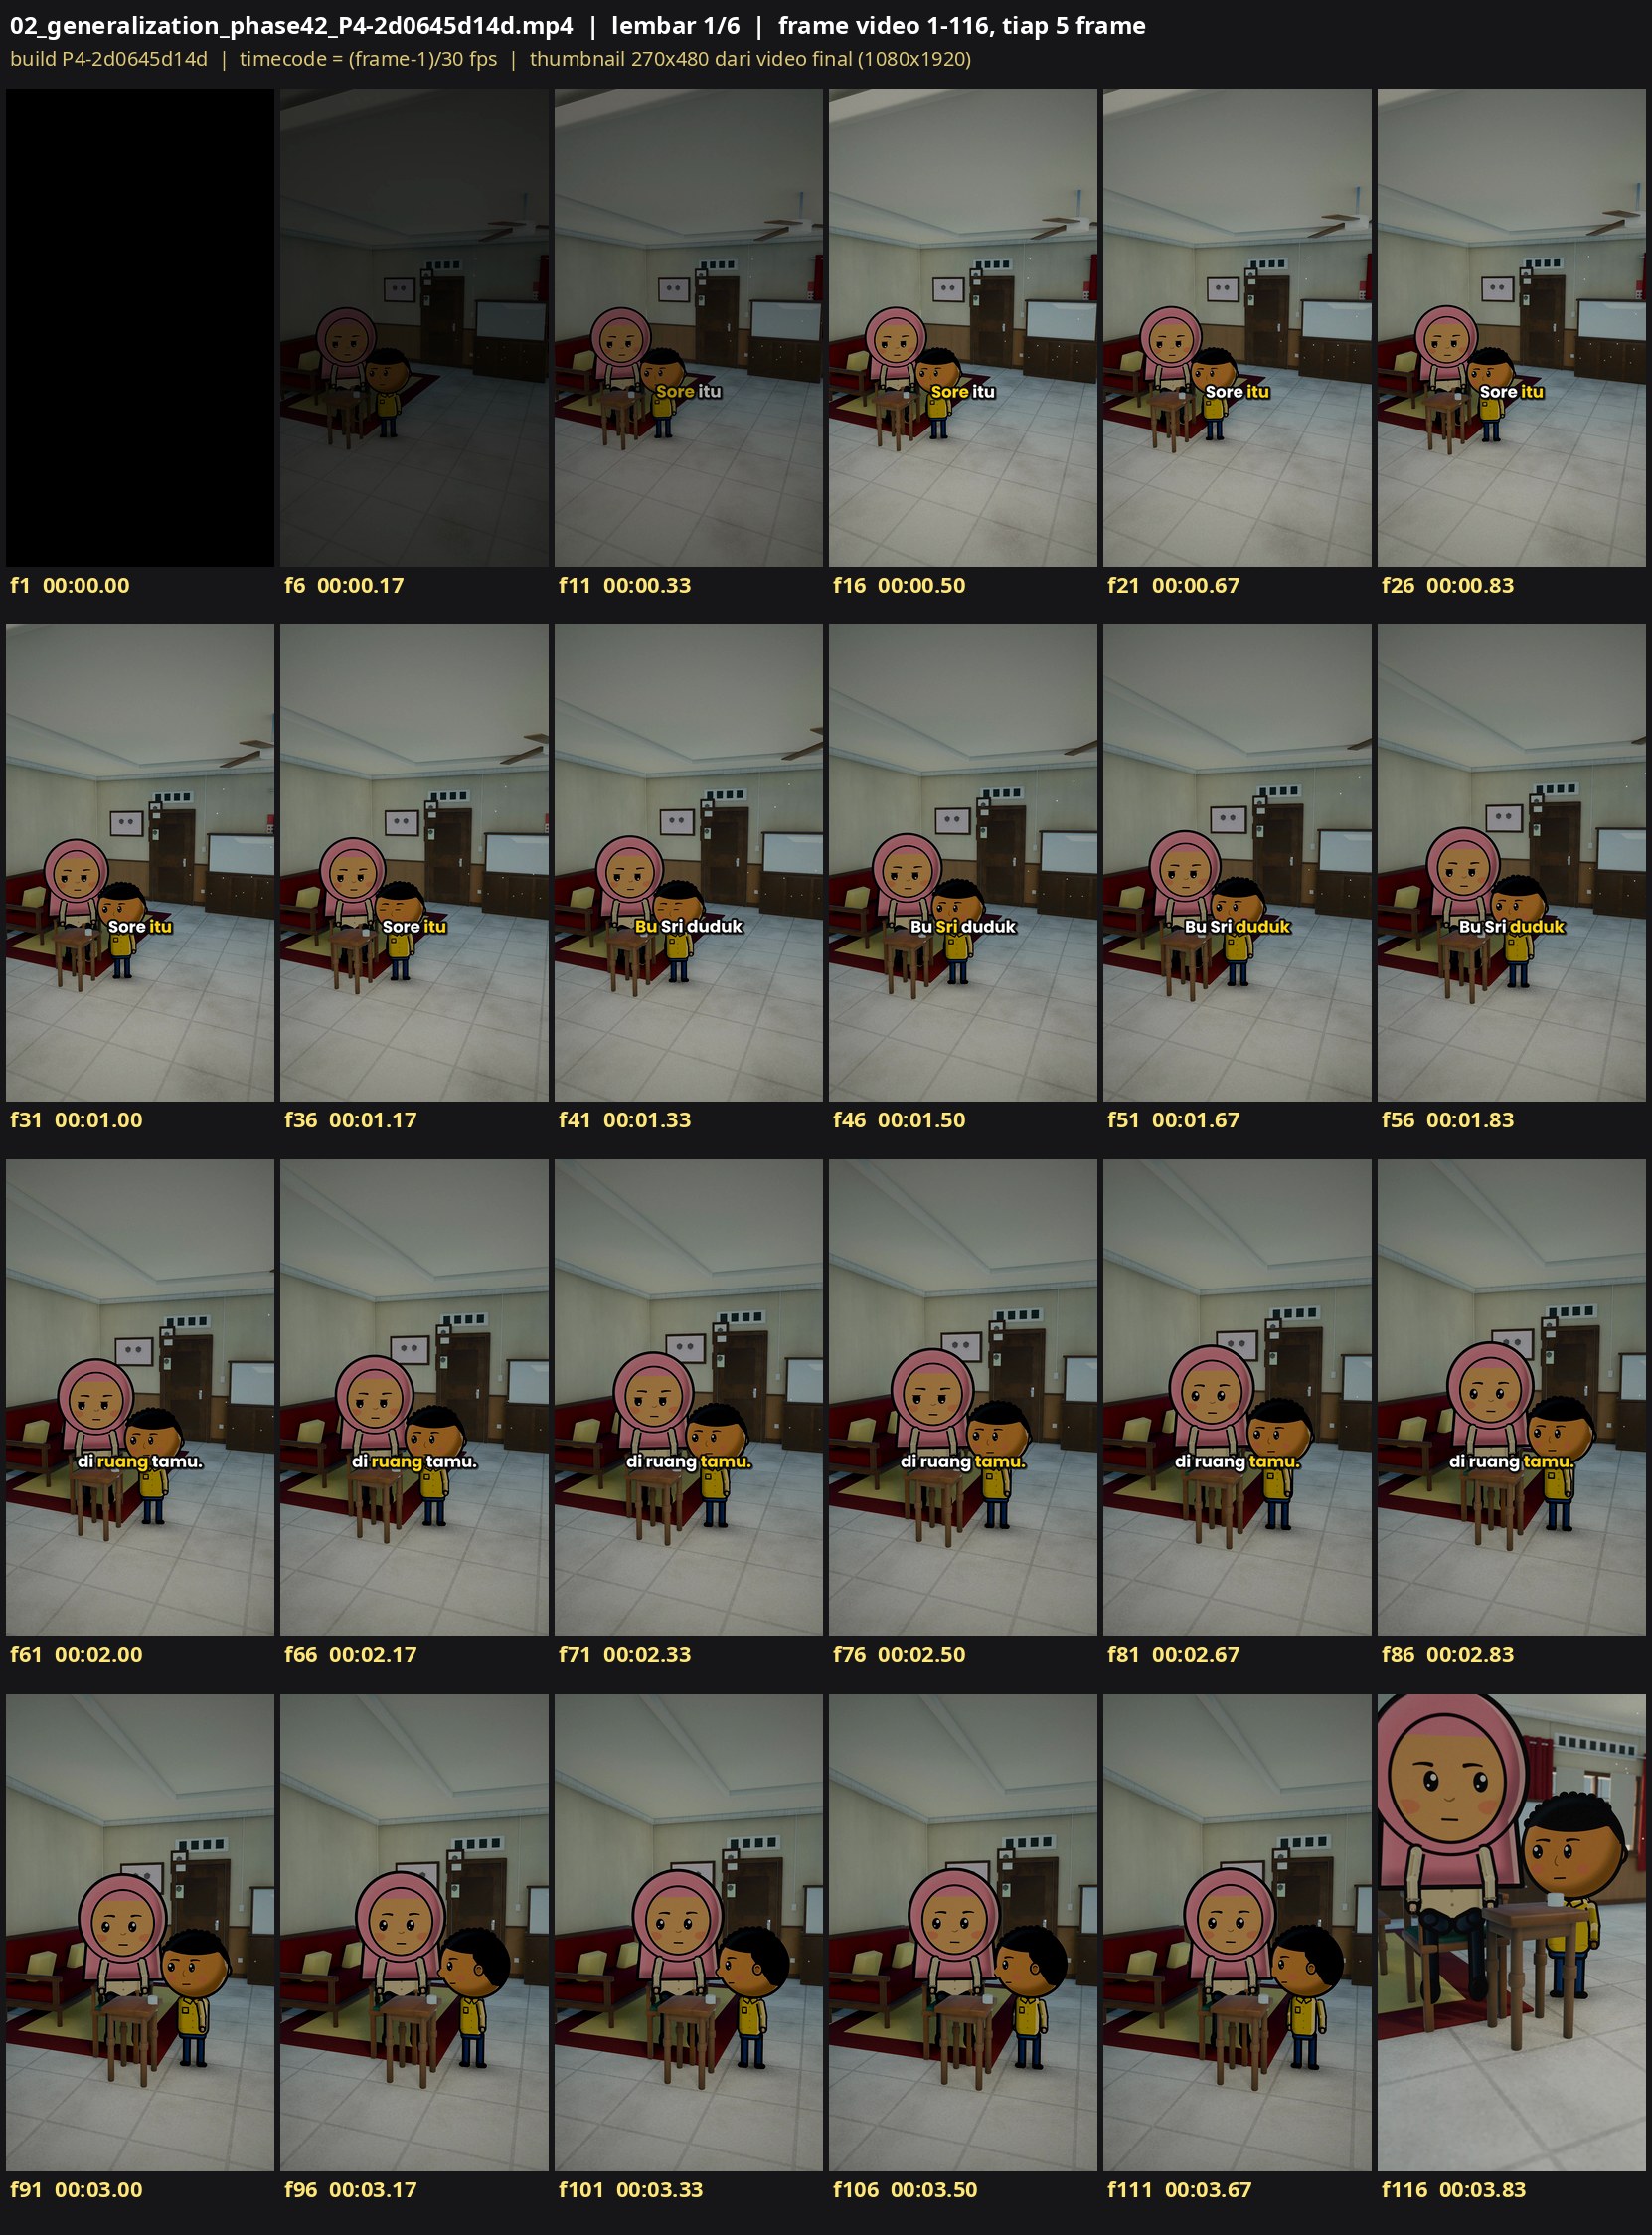 02_generalization_phase42_P4-2d0645d14d.mp4 | lembar 1/6 | frame video 1-116, tiap 5 frame
build P4-2d0645d14d | timecode = (frame-1)/30 fps | thumbnail 270x480 dari video final (1080x1920)
Sore itu
Sore itu
Sore itu
Sore itu
f1 00:00.00
f6 00:00.17
f11 00:00.33
f16 00:00.50
f21 00:00.67
f26 00:00.83
Sore itu
Sore itu
Bu Sri duduk
Bu Sri duduk
Bu Sri duduk
Bu Sri duduk
f31 00:01.00
f36 00:01.17
f41 00:01.33
f46 00:01.50
f51 00:01.67
f56 00:01.83
di ruang tamu.
di ruang tamu.
di ruang tamu.
di ruang tamu.
di ruang tamu.
di ruang tamu.
f61 00:02.00
f66 00:02.17
f71 00:02.33
f76 00:02.50
f81 00:02.67
f86 00:02.83
f91 00:03.00
f96 00:03.17
f101 00:03.33
f106 00:03.50
f111 00:03.67
f116 00:03.83